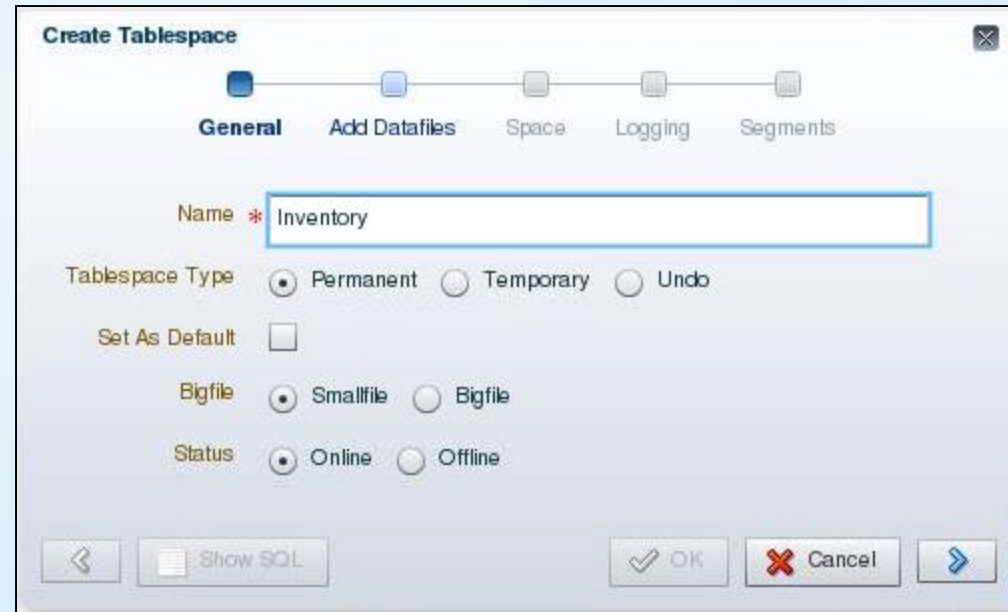 Create Tablespace
General Add Datafiles Space Logging Segments
Name * Inventory
Tablespace Type Permanent Temporary Undo
Set As Default
Bigfile Smallfile Bigfile
Status Online Offline
Show SQL OK Cancel